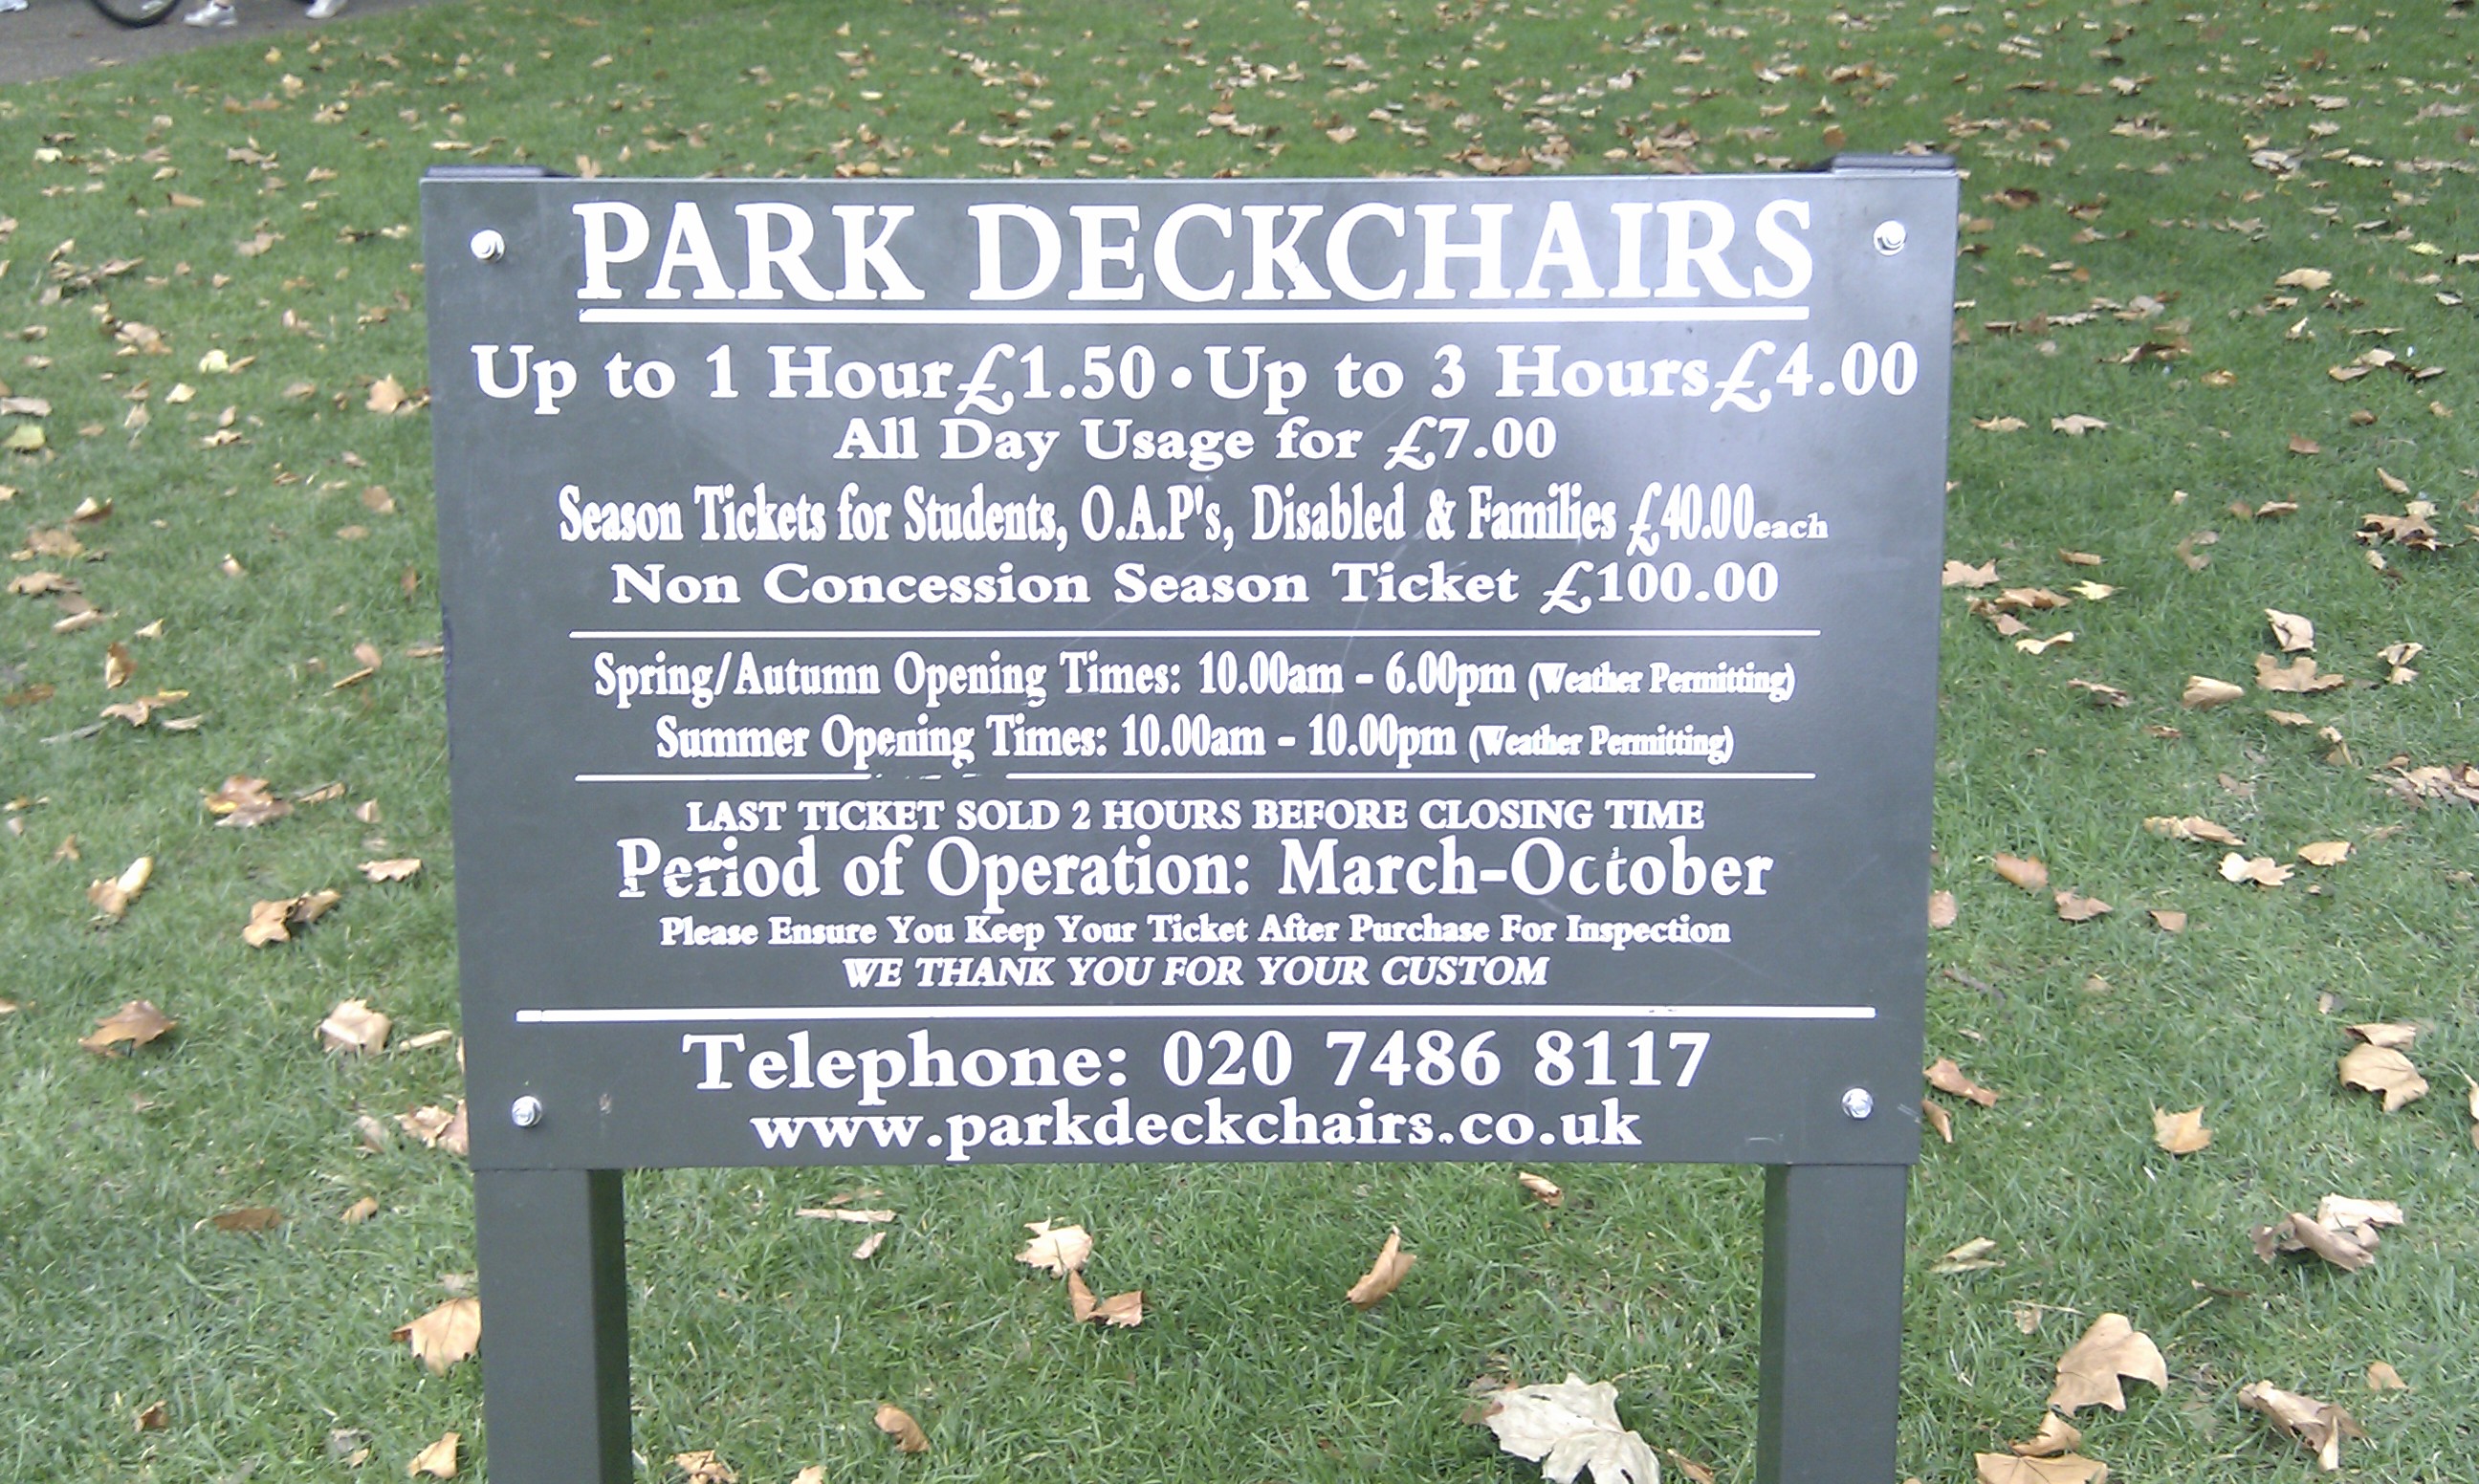 PARK DECKCHAIRS
Up to 1 Hour £1.50 • Up to 3 Hours £4.00
All Day Usage for £7.00
Season Tickets for Students, O.A.P's, Disabled & Families £40.00 each
Non Concession Season Ticket £100.00
Spring/Autumn Opening Times: 10.00am - 6.00pm (Weather Permitting)
Summer Opening Times: 10.00am - 10.00pm (Weather Permitting)
LAST TICKET SOLD 2 HOURS BEFORE CLOSING TIME
Period of Operation: March-October
Please Ensure You Keep Your Ticket After Purchase For Inspection
WE THANK YOU FOR YOUR CUSTOM
Telephone: 020 7486 8117
www.parkdeckchairs.co.uk